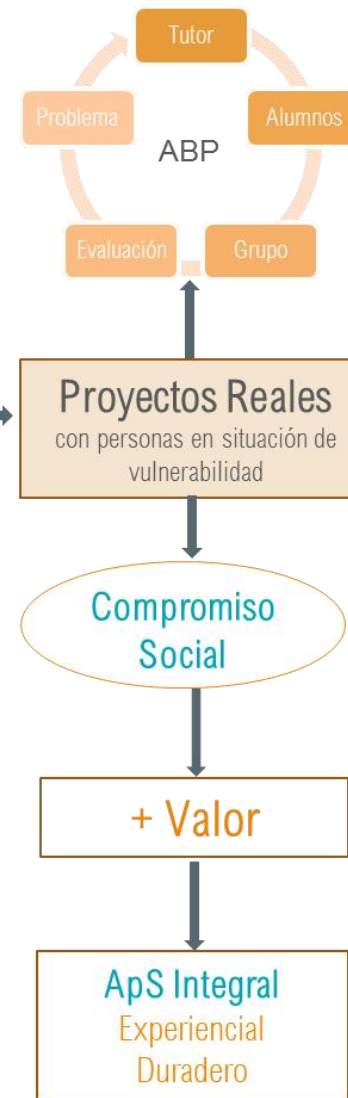 Tutor
Problema
Alumnos
ABP
Evaluación
Grupo
Proyectos Reales
con personas en situación de
vulnerabilidad
Compromiso
Social
+ Valor
ApS Integral
Experiencial
Duradero